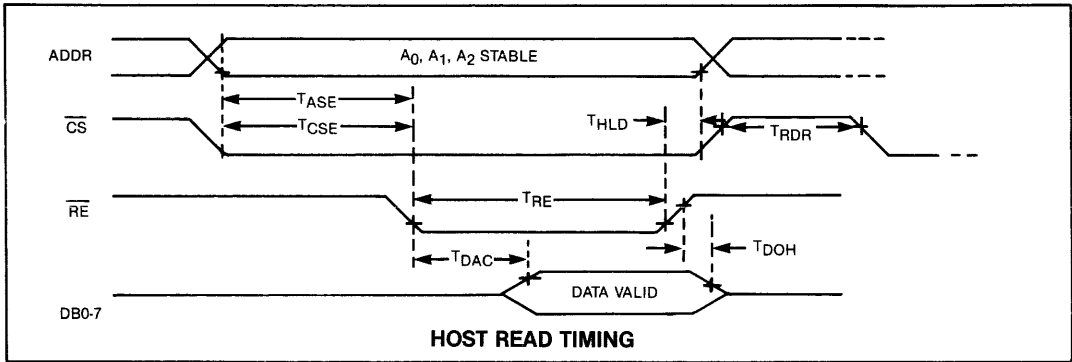 ADDR
A0, A1, A2 STABLE
TASE
CS
TCSE
THLD
TRDR
RE
TRE
TDAC
TDOH
DB0-7
DATA VALID
HOST READ TIMING